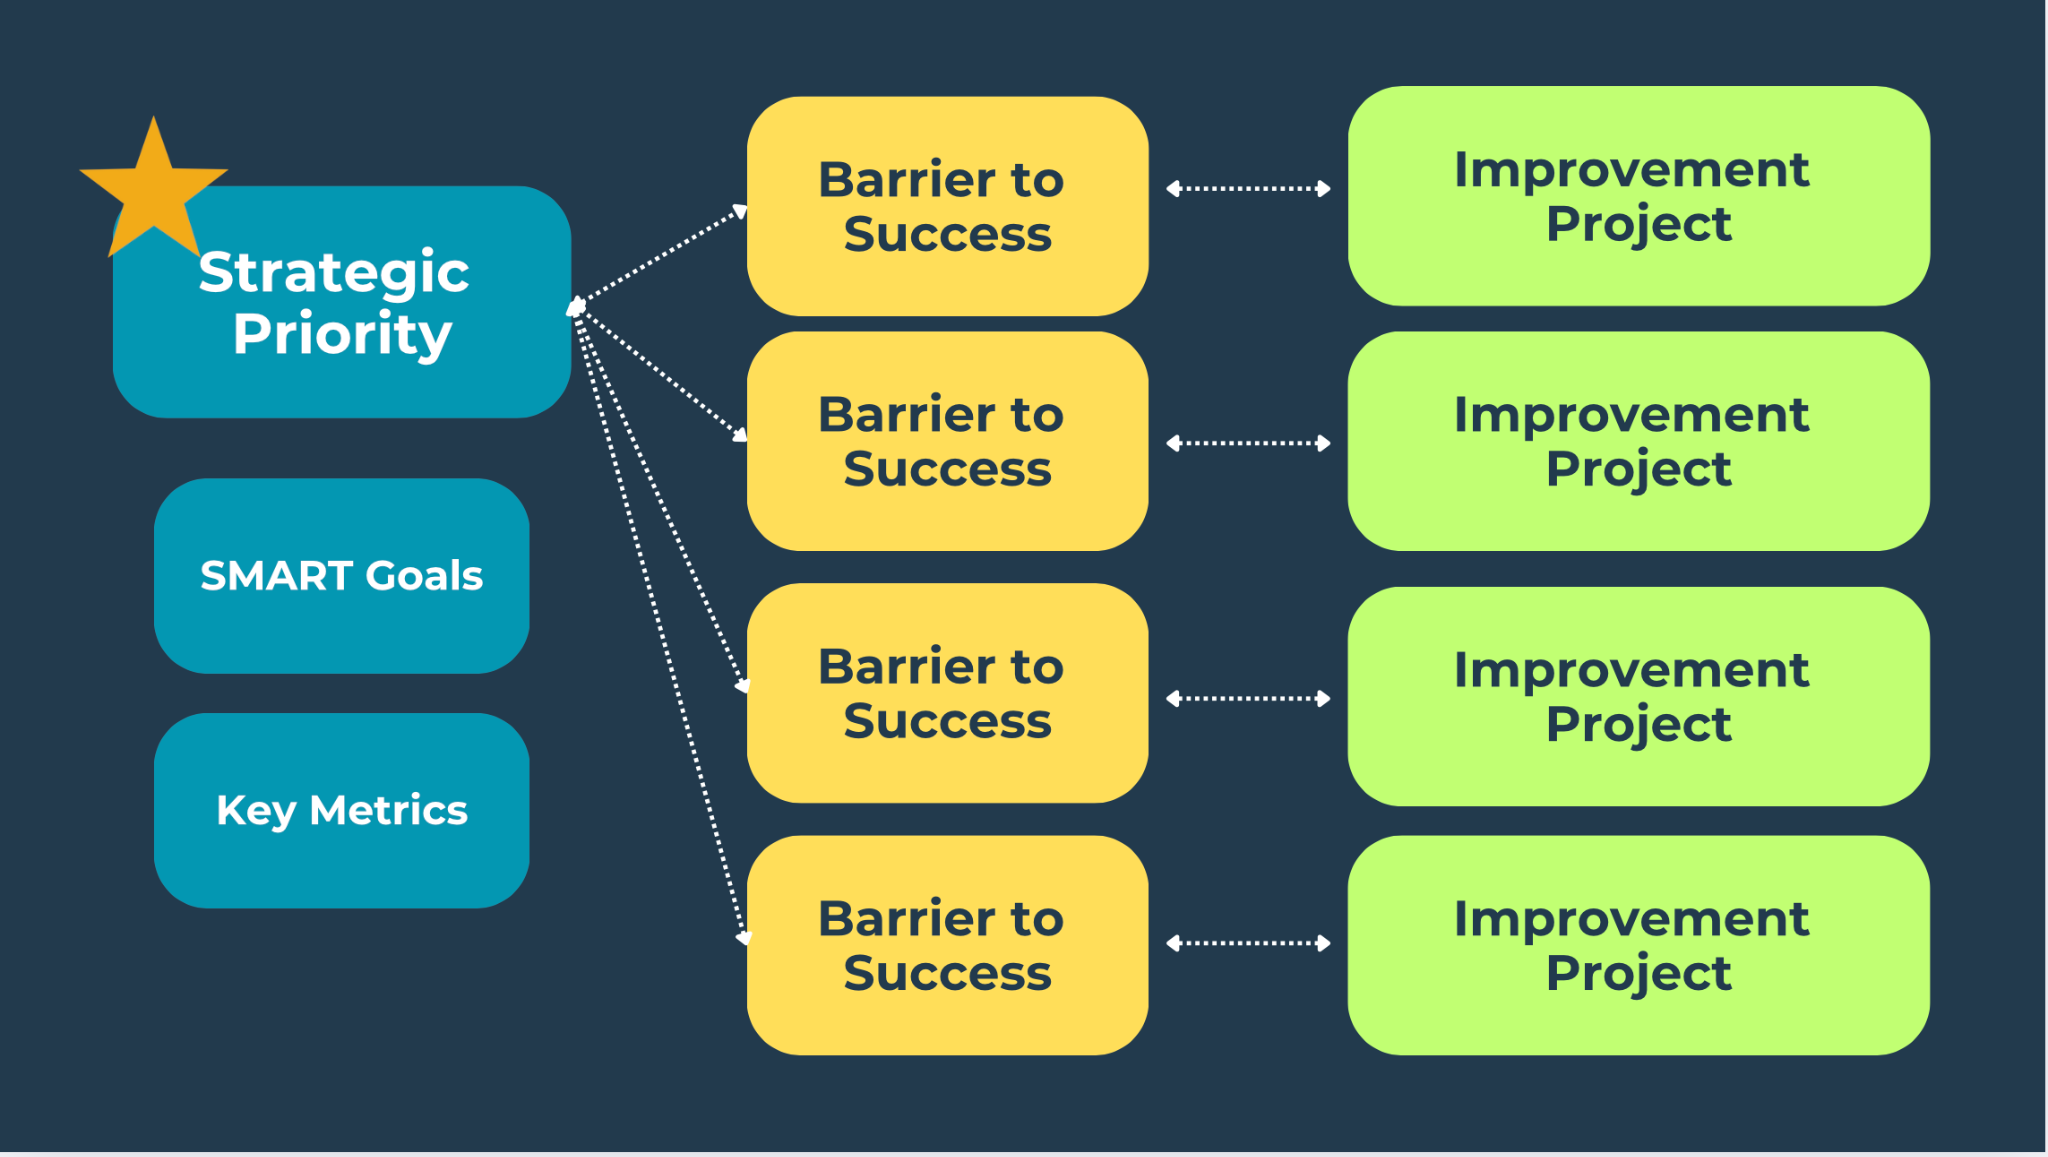 Strategic
Priority
SMART Goals
Key Metrics
Barrier to
Success
Improvement
Project
Barrier to
Success
Improvement
Project
Barrier to
Success
Improvement
Project
Barrier to
Success
Improvement
Project